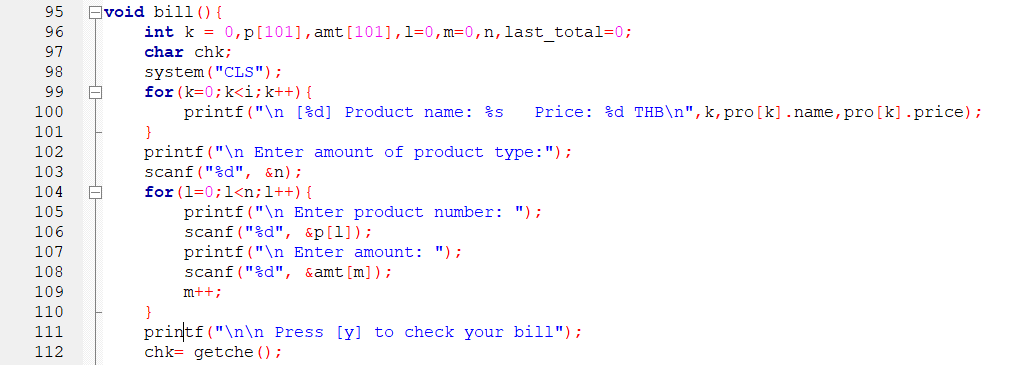 95 void bill(){
96 int k = 0,p[101],amt[101],l=0,m=0,n,last_total=0;
97 char chk;
98 system("CLS");
99 for(k=0;k<i;k++){
100 printf("\n [%d] Product name: %s   Price: %d THB\n",k,pro[k].name,pro[k].price);
101 }
102 printf("\n Enter amount of product type:");
103 scanf("%d", &n);
104 for(l=0;l<n;l++){
105 printf("\n Enter product number: ");
106 scanf("%d", &p[l]);
107 printf("\n Enter amount: ");
108 scanf("%d", &amt[m]);
109 m++;
110 }
111 printf("\n\n Press [y] to check your bill");
112 chk= getche();